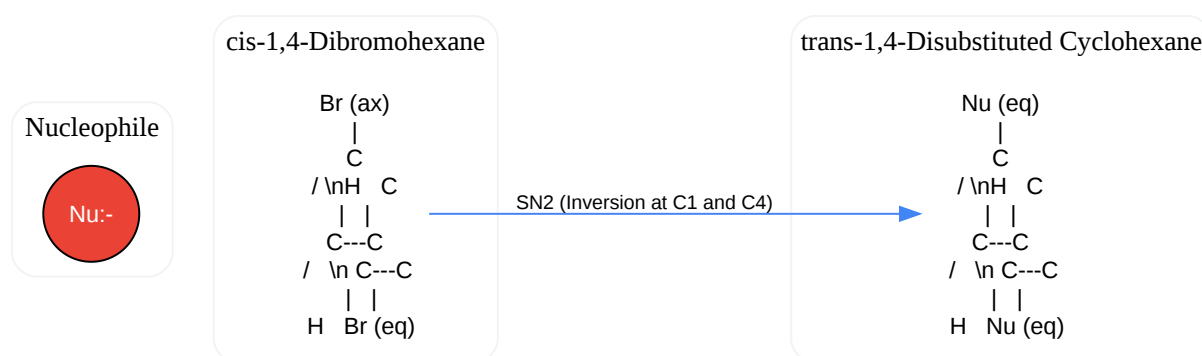 Nucleophile
Nu:-
cis-1,4-Dibromohexane
Br (ax)
|
C
/ \nH C
| |
C---C
/ \n C---C
| |
H Br (eq)
SN2 (Inversion at C1 and C4)
trans-1,4-Disubstituted Cyclohexane
Nu (eq)
|
C
/ \nH C
| |
C---C
/ \n C---C
| |
H Nu (eq)